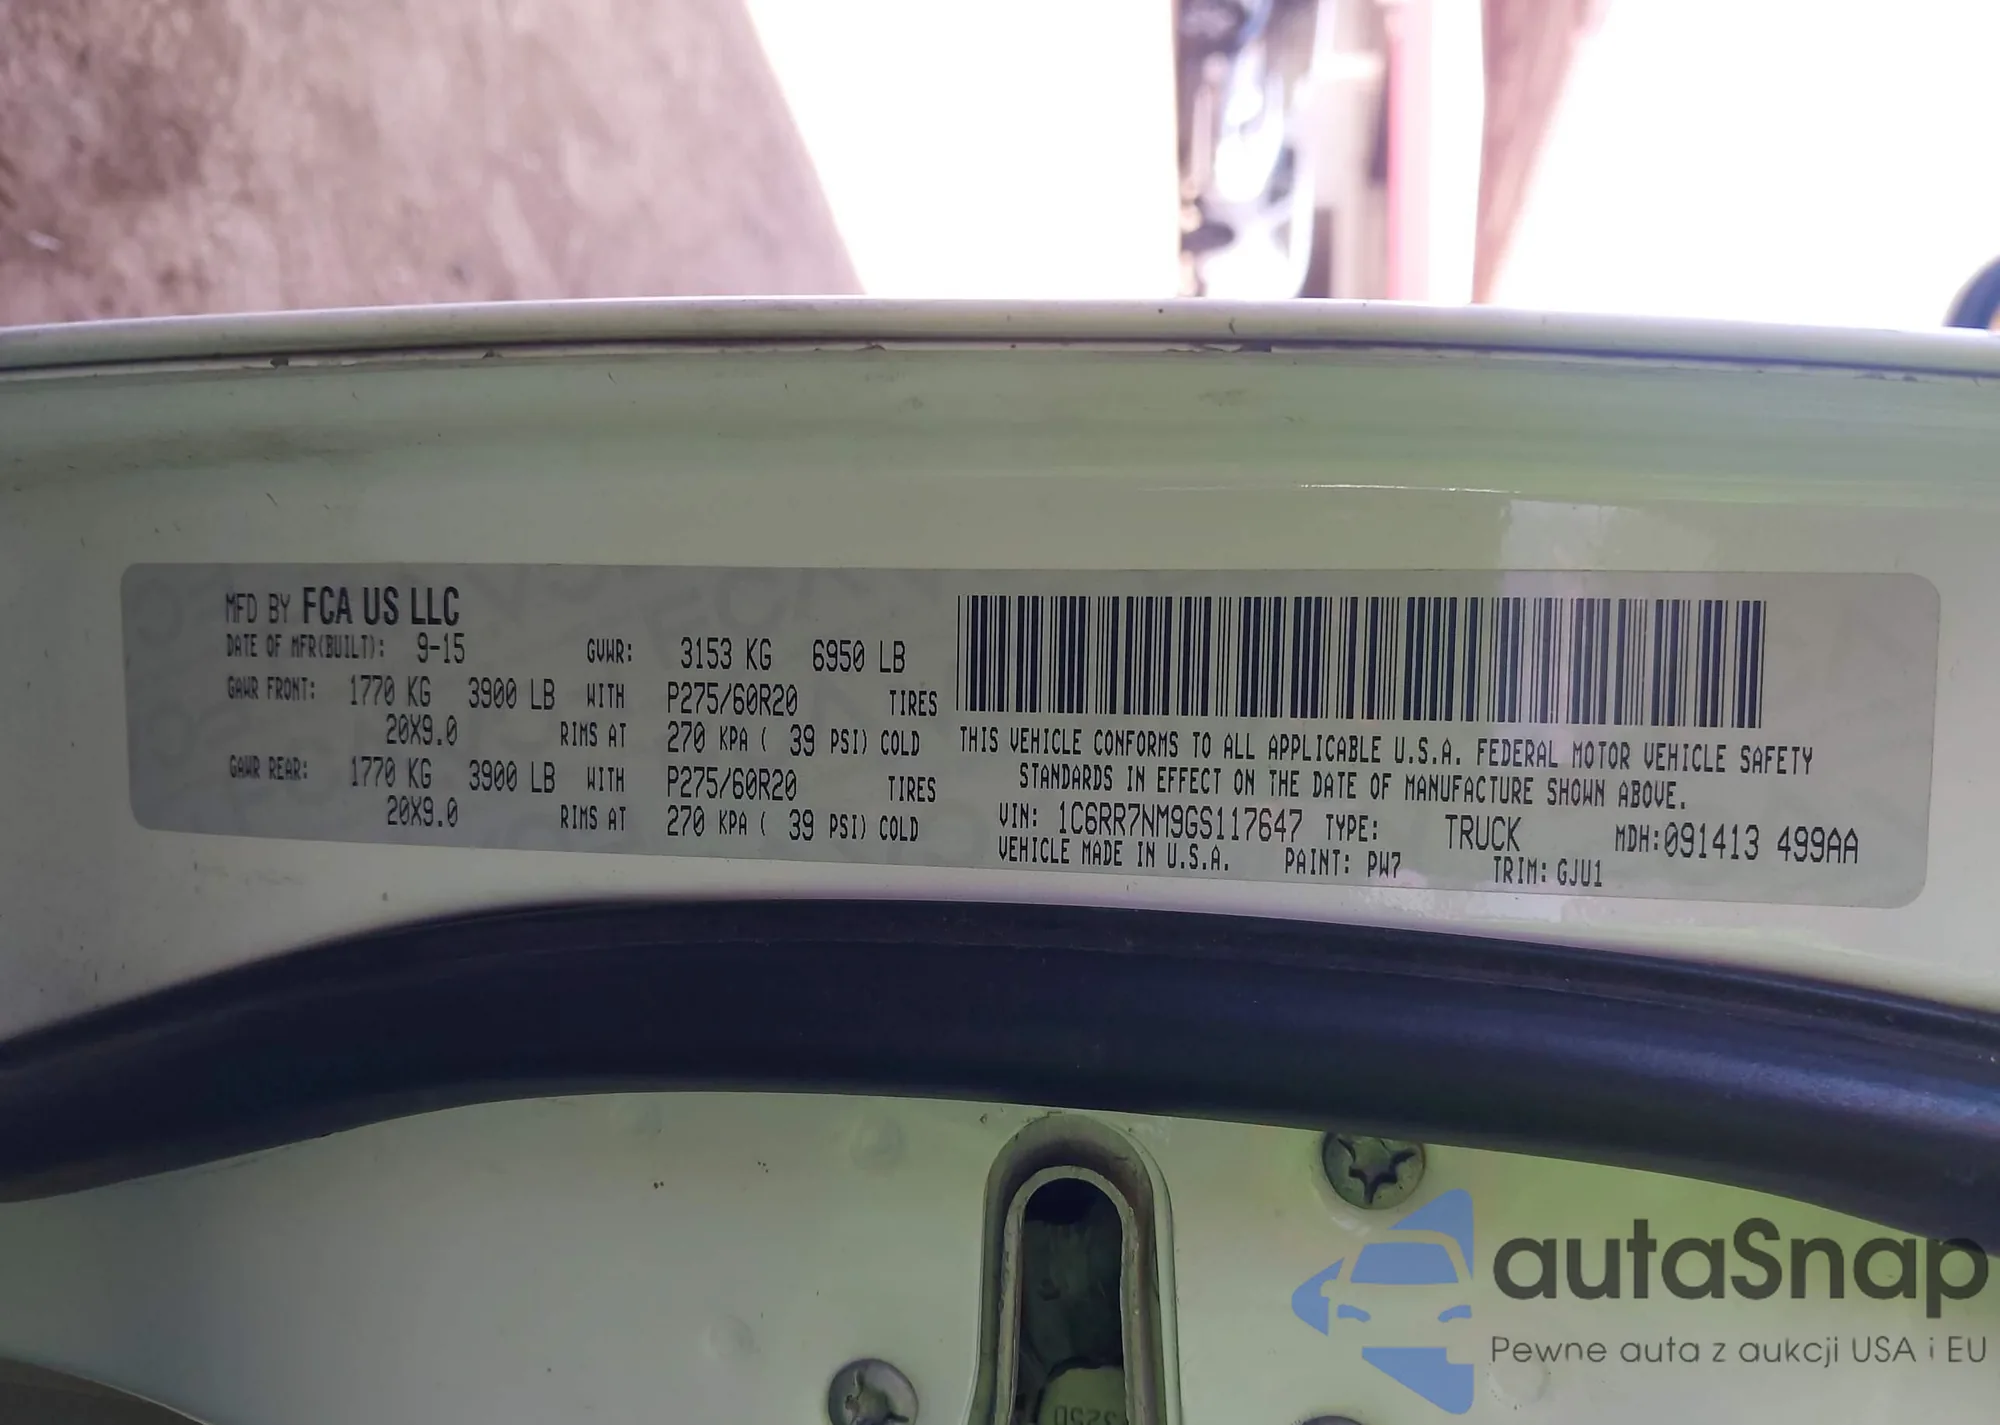 MFD BY FCA US LLC
DATE OF MFR(BUILT): 9-15 GVWR: 3153 KG 6950 LB
GAWR FRONT: 1770 KG 3900 LB WITH P275/60R20 TIRES
20X9.0 RIMS AT 270 KPA ( 39 PSI) COLD
GAWR REAR: 1770 KG 3900 LB WITH P275/60R20 TIRES
20X9.0 RIMS AT 270 KPA ( 39 PSI) COLD
THIS VEHICLE CONFORMS TO ALL APPLICABLE U.S.A. FEDERAL MOTOR VEHICLE SAFETY
STANDARDS IN EFFECT ON THE DATE OF MANUFACTURE SHOWN ABOVE.
VIN: 1C6RR7NM9GS117647 TYPE: TRUCK MDH:091413 499AA
VEHICLE MADE IN U.S.A. PAINT: PW7 TRIM: GJU1
autaSnap
Pewne auta z aukcji USA i EU